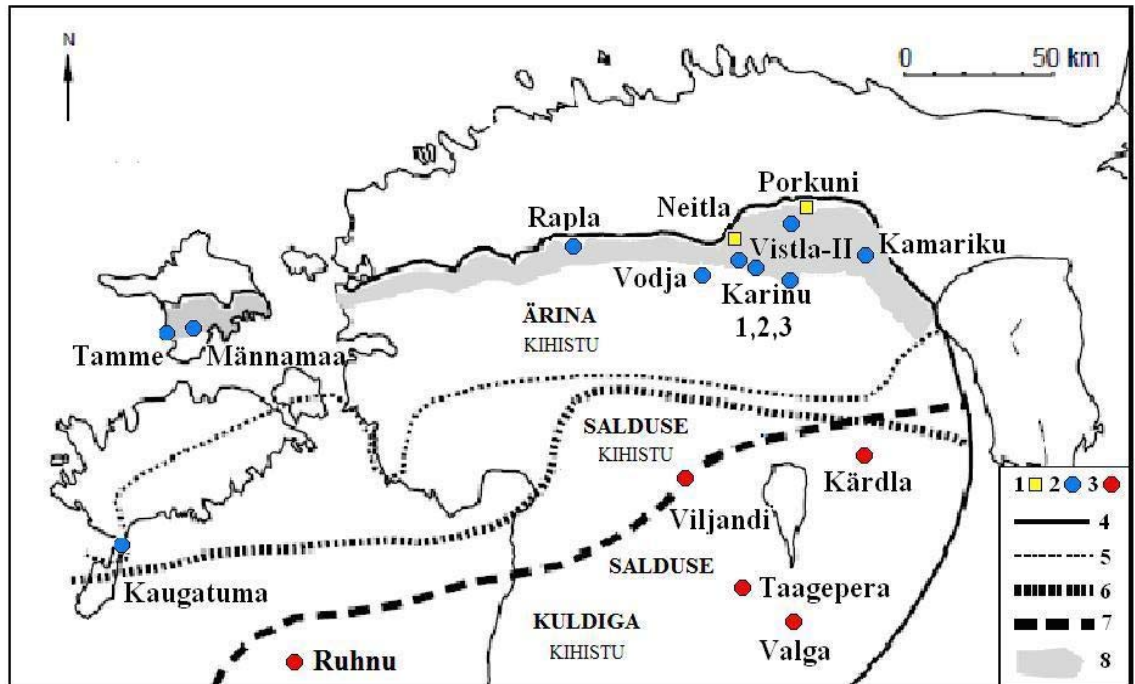 N
0 50 km
Porkuni
Neitla
Rapla
Vistla-II
Kamariku
Vodja
Karinu
1,2,3
ÄRINA
KIHISTU
Tamme Männamaa
SALDUSE
KIHISTU
Kärdla
Viljandi
SALDUSE
Kaugatuma
Taagepera
KULDIGA
KIHISTU
Valga
Ruhnu
1 2 3
4
5
6
7
8